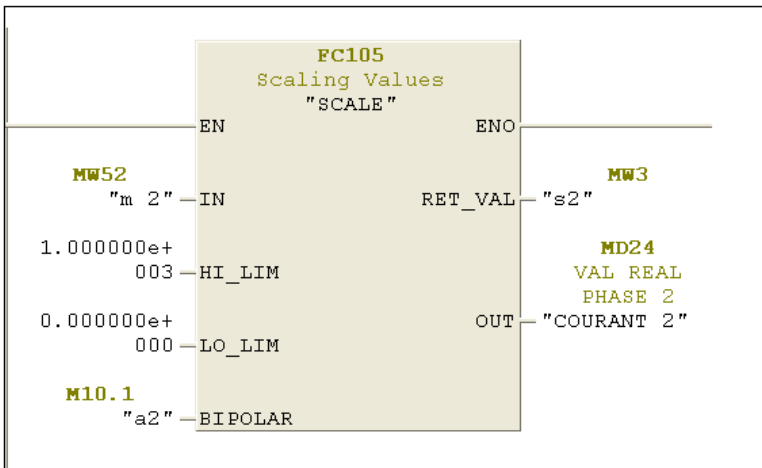 FC105
Scaling Values
"SCALE"
EN ENO
MW52 MW3
"m 2" IN RET_VAL "s2"
1.000000e+ MD24
003 HI_LIM VAL REAL
PHASE 2
0.000000e+ OUT "COURANT 2"
000 LO_LIM
M10.1
"a2" BIPOLAR